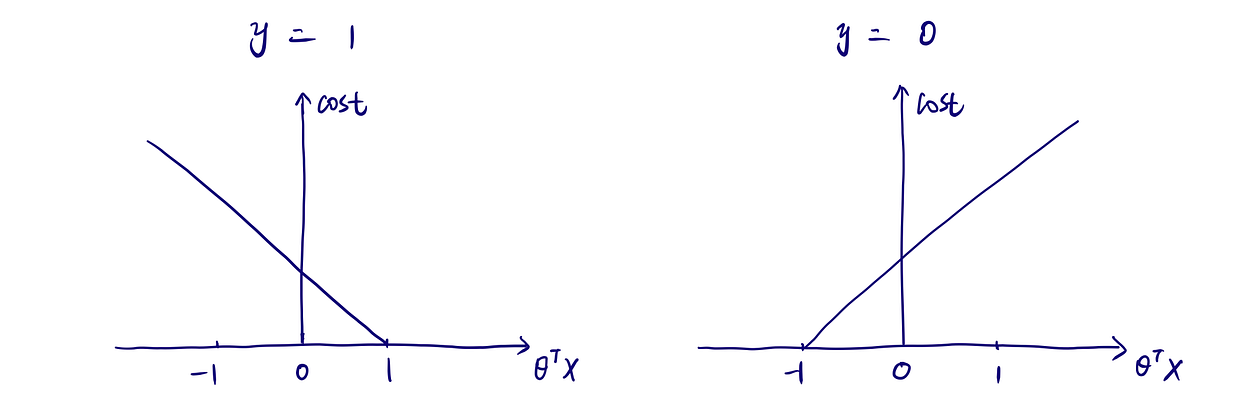 y = 1
y = 0
cost
cost
-1 0 1 θᵀx
-1 0 1 θᵀx